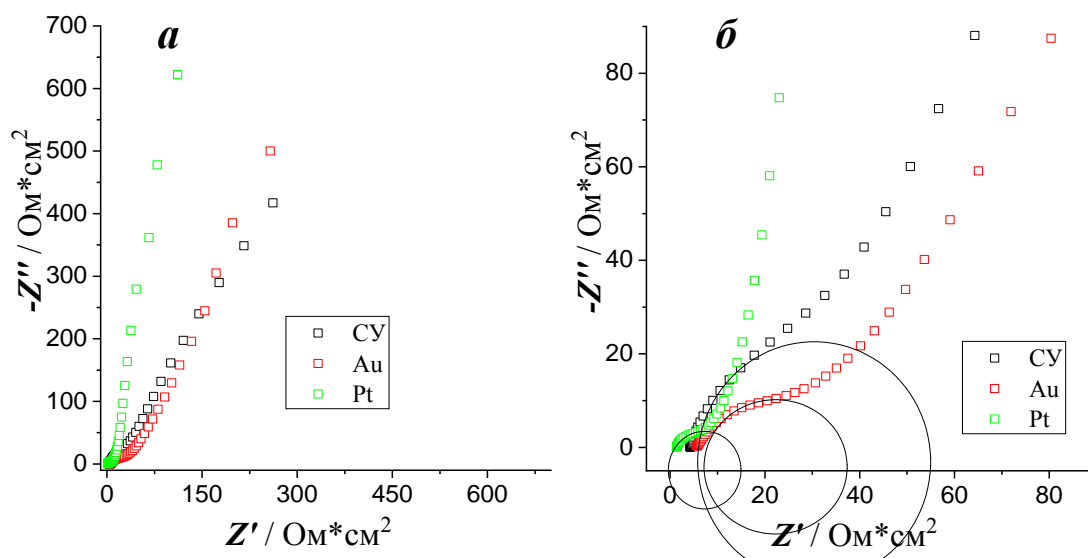 а
700
600
500
400
300
200
100
0
-Z'' / Ом*см²
0 150 300 450 600
Z' / Ом*см²
СУ
Au
Pt
б
80
60
40
20
0
-Z'' / Ом*см²
0 20 40 60 80
Z' / Ом*см²
СУ
Au
Pt